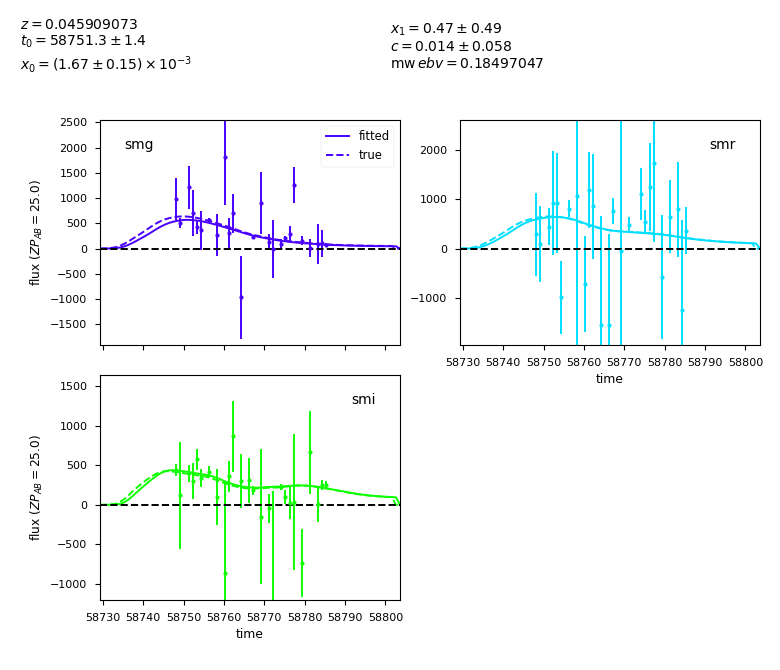 z = 0.045909073
t₀ = 58751.3 ± 1.4
x₀ = (1.67 ± 0.15) × 10⁻³
x₁ = 0.47 ± 0.49
c = 0.014 ± 0.058
mw ebv = 0.18497047
smg
fitted
true
2500
2000
1500
1000
500
0
−500
−1000
−1500
flux (ZP_AB = 25.0)
smr
2000
1000
0
−1000
58730 58740 58750 58760 58770 58780 58790 58800
time
smi
1500
1000
500
0
−500
−1000
flux (ZP_AB = 25.0)
58730 58740 58750 58760 58770 58780 58790 58800
time